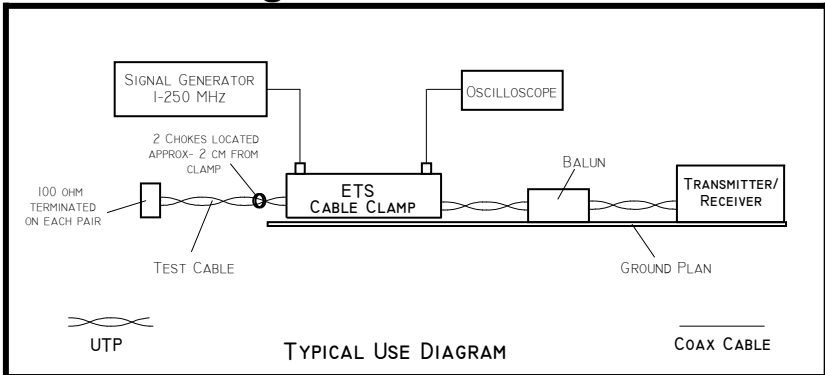 SIGNAL GENERATOR
1-250 MHZ
OSCILLOSCOPE
2 CHOKES LOCATED
APPROX- 2 CM FROM
CLAMP
BALUN
100 OHM
TERMINATED
ON EACH PAIR
ETS
CABLE CLAMP
TRANSMITTER/
RECEIVER
TEST CABLE
GROUND PLAN
UTP
TYPICAL USE DIAGRAM
COAX CABLE